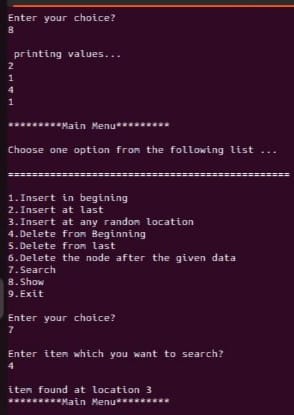 Enter your choice?
8
printing values...
2
1
4
1
*********Main Menu*********
Choose one option from the following list ...
===============================================
1.Insert in begining
2.Insert at last
3.Insert at any random location
4.Delete from Beginning
5.Delete from last
6.Delete the node after the given data
7.Search
8.Show
9.Exit
Enter your choice?
7
Enter item which you want to search?
4
item found at location 3
*********Main Menu*********